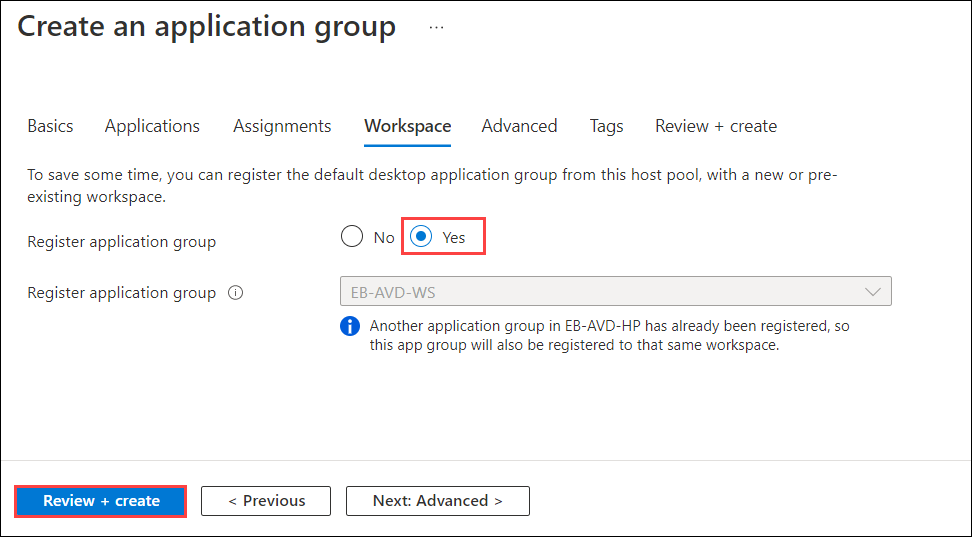 Create an application group ...
Basics Applications Assignments Workspace Advanced Tags Review + create
To save some time, you can register the default desktop application group from this host pool, with a new or pre-
existing workspace.
Register application group No Yes
Register application group EB-AVD-WS
Another application group in EB-AVD-HP has already been registered, so
this app group will also be registered to that same workspace.
Review + create < Previous Next: Advanced >